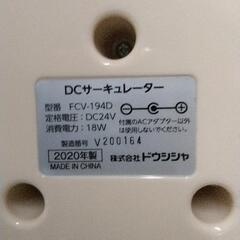 DCサーキュレーター
型番 FCV-194D
定格電圧：DC24V
消費電力：18W
付属のACアダプター以外
は使用しないでください。
製造番号 V200164
2020年製
MADE IN CHINA
株式会社ドウシシャ